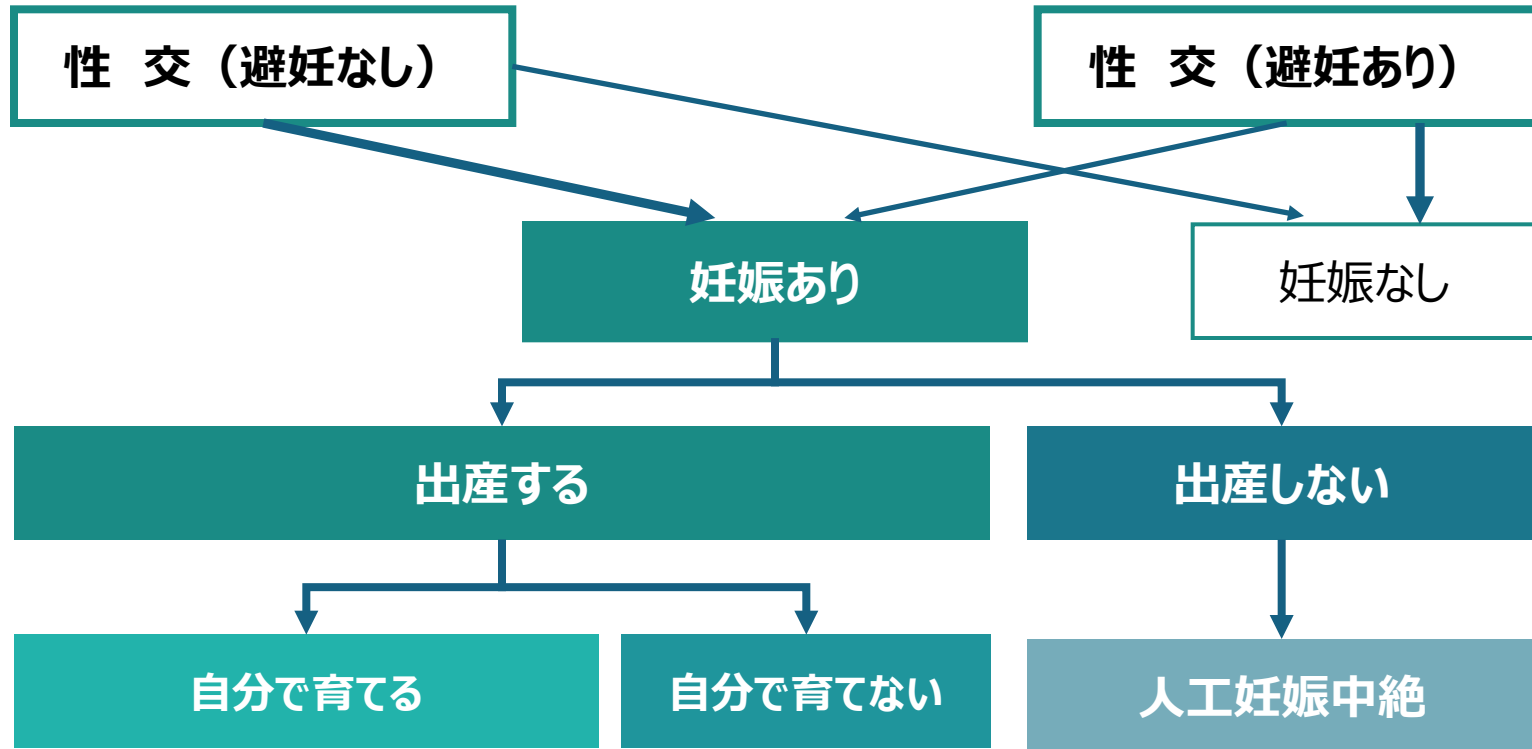 性 交（避妊なし）
性 交（避妊あり）
妊娠あり
妊娠なし
出産する
出産しない
自分で育てる
自分で育てない
人工妊娠中絶